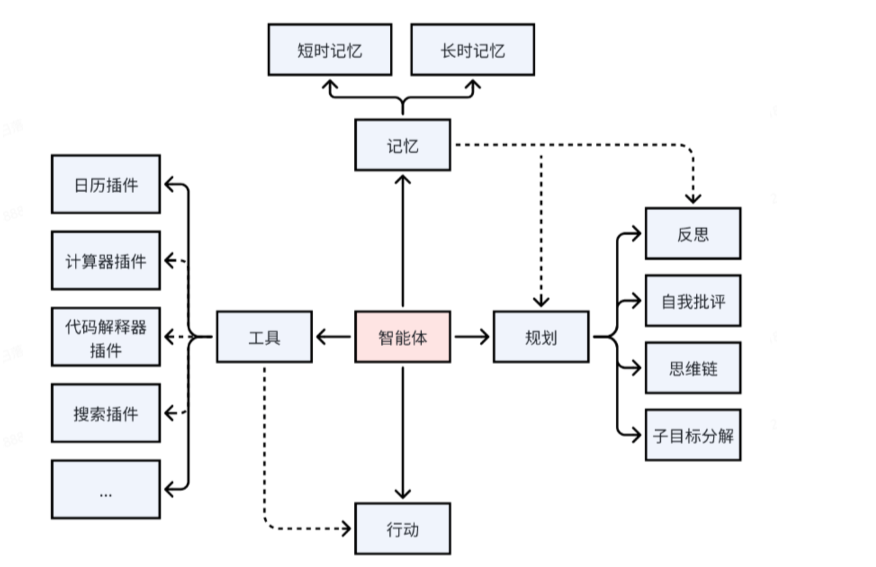 短时记忆
长时记忆
记忆
日历插件
反思
计算器插件
自我批评
代码解释器
插件
工具
智能体
规划
思维链
搜索插件
子目标分解
...
行动